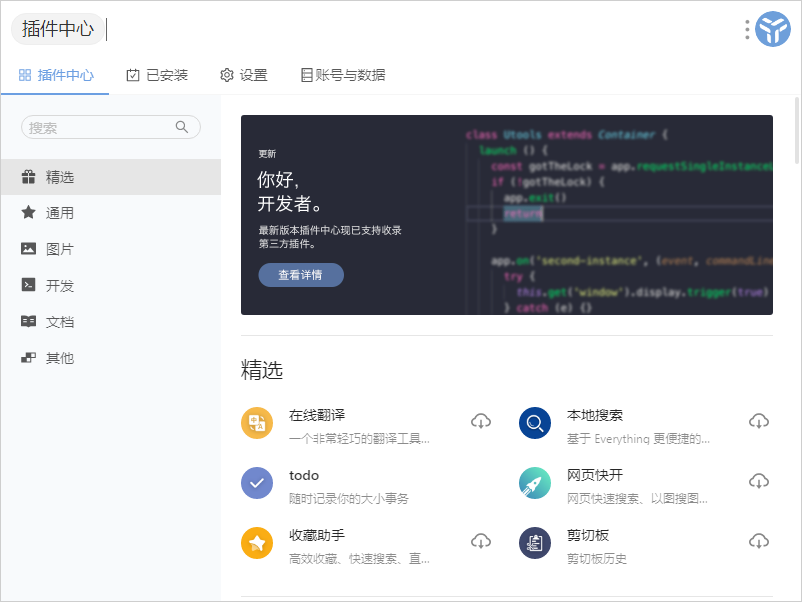 插件中心
插件中心 已安装 设置 账号与数据
搜索
精选
通用
图片
开发
文档
其他
更新
你好，
开发者。
最新版本插件中心现已支持收录
第三方插件。
查看详情
class Utools extends Container {
launch () {
const gotTheLock = app.requestSingleInstance
if (!gotTheLock) {
app.exit()
return
}
app.on('second-instance', (event, commandLine
try {
this.get('window').display.trigger(true)
} catch (e) {}
精选
在线翻译
一个非常轻巧的翻译工具...
本地搜索
基于 Everything 更便捷的...
todo
随时记录你的大小事务
网页快开
网页快速搜索、以图搜图...
收藏助手
高效收藏、快速搜索、直...
剪切板
剪切板历史